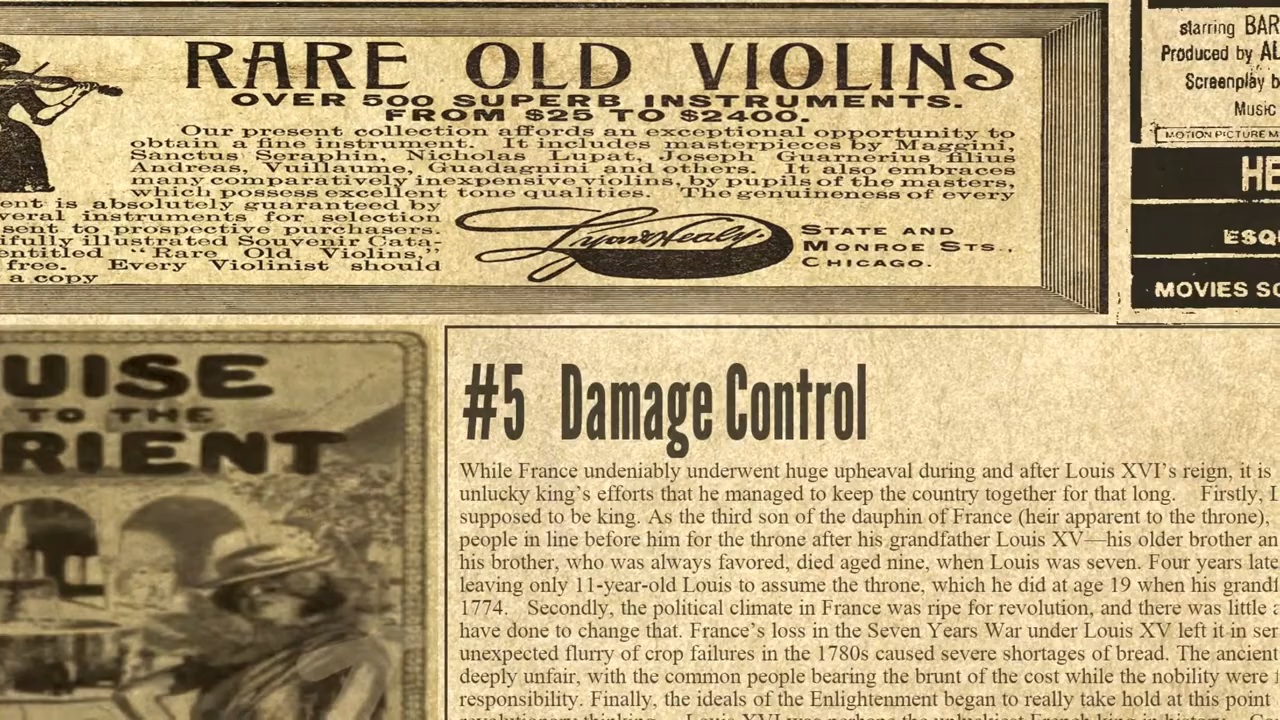 RARE OLD VIOLINS
OVER 500 SUPERB INSTRUMENTS.
FROM $25 TO $2400.
Our present collection affords an exceptional opportunity to
obtain a fine instrument. It includes masterpieces by Maggini,
Sanctus Seraphin, Nicholas Lupat, Joseph Guarnerius filius
Andreas, Vuillaume, Guadagnini and others. It also embraces
many comparatively inexpensive violins, by pupils of the masters,
which possess excellent tone qualities. The genuineness of every
ent is absolutely guaranteed by
veral instruments for selection
sent to prospective purchasers.
ifully illustrated Souvenir Cata-
entitled "Rare Old Violins,"
free. Every Violinist should
a copy
Lyon & Healy
STATE AND
MONROE STS.,
CHICAGO.
starring BAR
Produced by AL
Screenplay b
Music
MOTION PICTURE M
HE
ESQ
MOVIES SC
UISE
TO THE
RIENT
#5 Damage Control
While France undeniably underwent huge upheaval during and after Louis XVI's reign, it is
unlucky king's efforts that he managed to keep the country together for that long. Firstly, L
supposed to be king. As the third son of the dauphin of France (heir apparent to the throne),
people in line before him for the throne after his grandfather Louis XV—his older brother an
his brother, who was always favored, died aged nine, when Louis was seven. Four years late
leaving only 11-year-old Louis to assume the throne, which he did at age 19 when his grandf
1774. Secondly, the political climate in France was ripe for revolution, and there was little a
have done to change that. France's loss in the Seven Years War under Louis XV left it in ser
unexpected flurry of crop failures in the 1780s caused severe shortages of bread. The ancient
deeply unfair, with the common people bearing the brunt of the cost while the nobility were f
responsibility. Finally, the ideals of the Enlightenment began to really take hold at this point